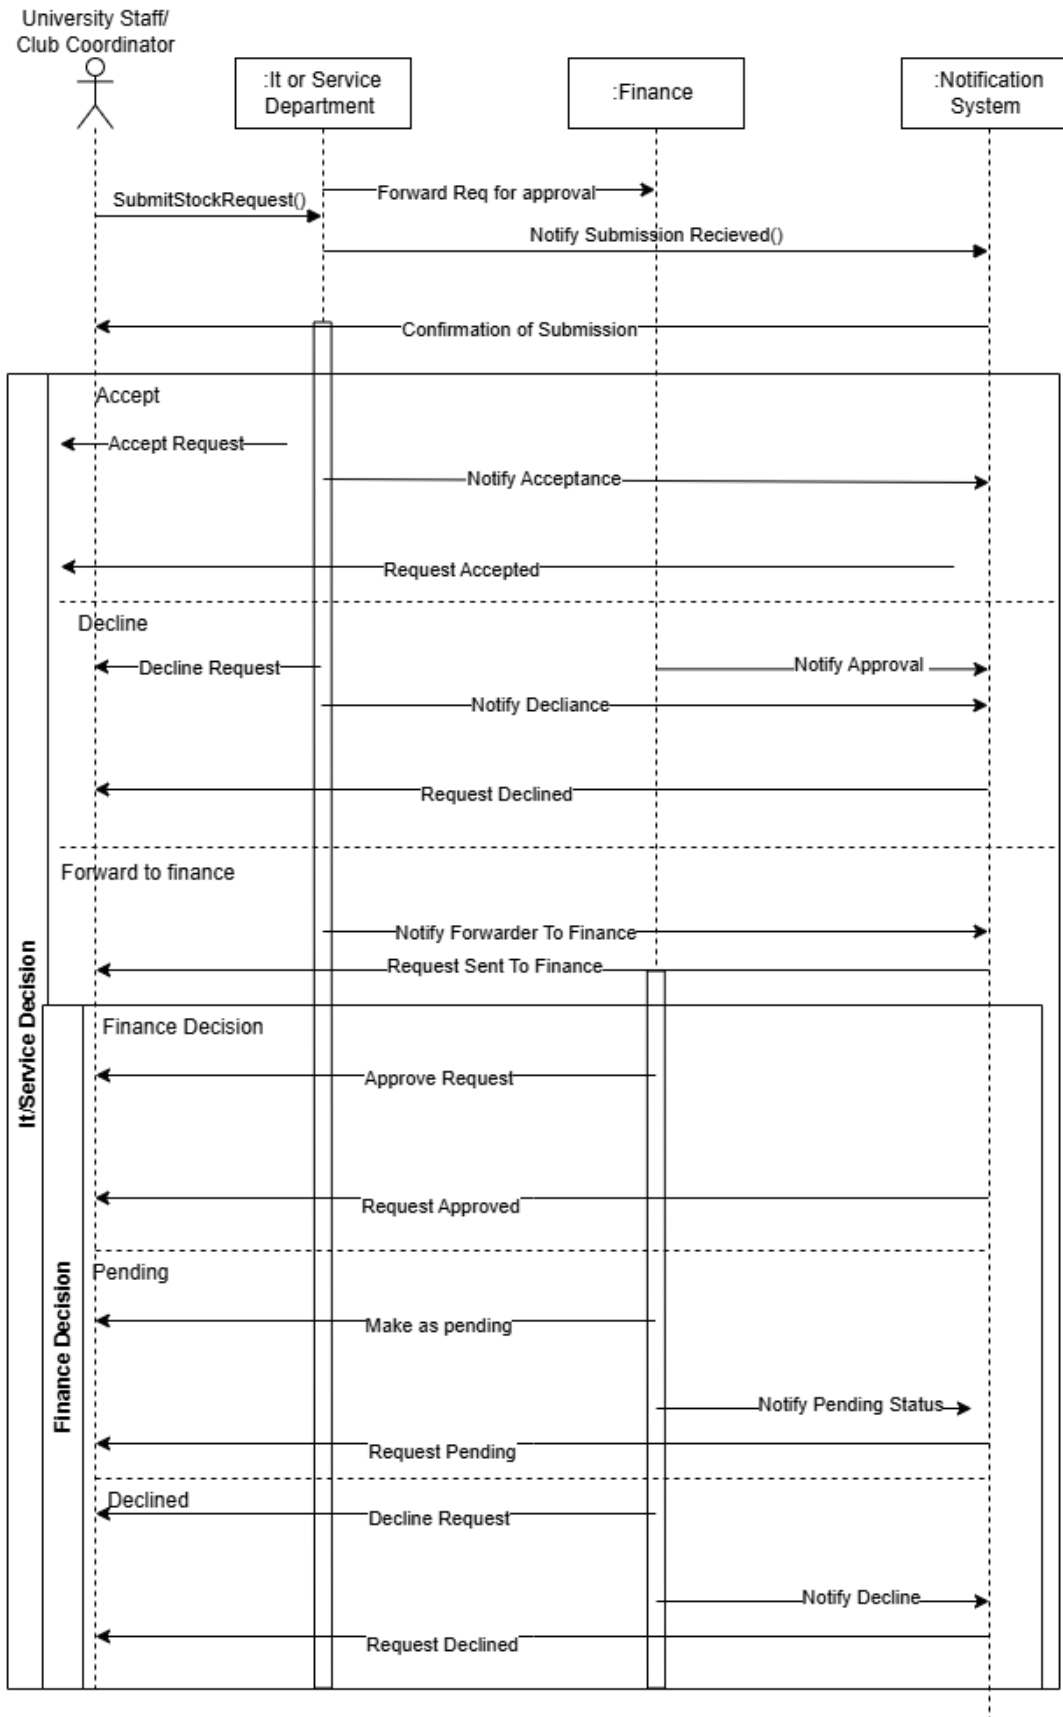 University Staff/
Club Coordinator
:It or Service
Department
:Finance
:Notification
System
Forward Req for approval
SubmitStockRequest()
Notify Submission Recieved()
Confirmation of Submission
Accept
Accept Request
Notify Acceptance
Request Accepted
Decline
Decline Request
Notify Approval
Notify Decliance
Request Declined
Forward to finance
Notify Forwarder To Finance
Request Sent To Finance
It/Service Decision
Finance Decision
Approve Request
Request Approved
Finance Decision
Pending
Make as pending
Notify Pending Status
Request Pending
Declined
Decline Request
Notify Decline
Request Declined